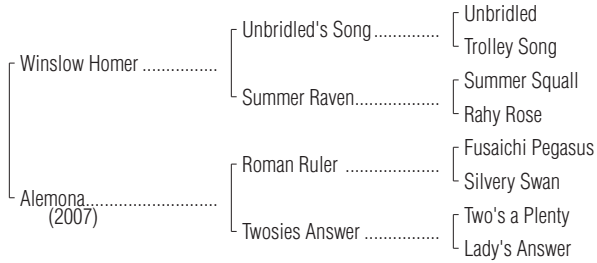 Unbridled
Unbridled's Song..............
Trolley Song
Winslow Homer ................
Summer Squall
Summer Raven..................
Rahy Rose
Fusaichi Pegasus
Roman Ruler ...................
Silvery Swan
Alemona............................
(2007)
Two's a Plenty
Twosies Answer ................
Lady's Answer